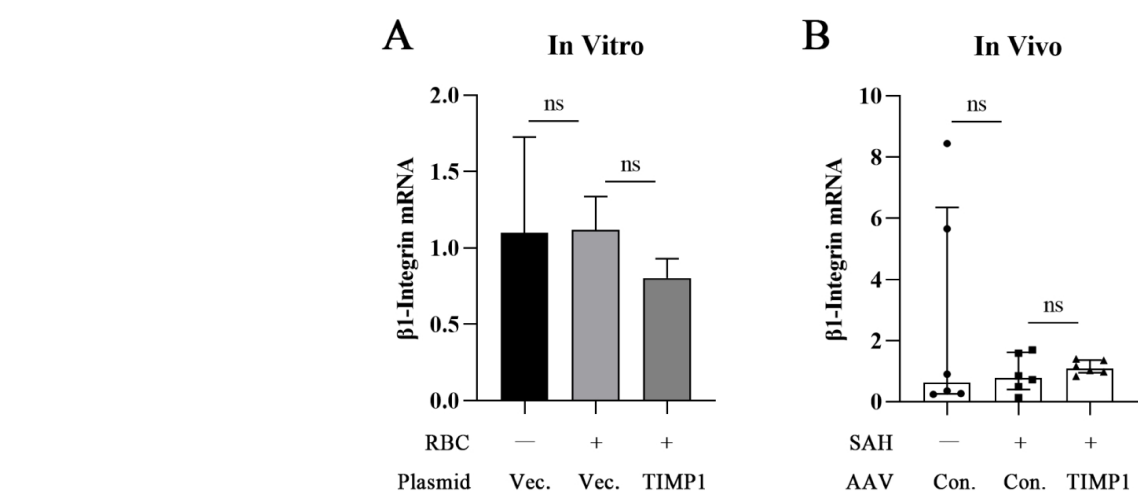 A
In Vitro
β1-Integrin mRNA
2.0
1.5
1.0
0.5
0.0
ns
ns
RBC — + +
Plasmid Vec. Vec. TIMP1
B
In Vivo
β1-Integrin mRNA
10
8
6
4
2
0
ns
ns
SAH — + +
AAV Con. Con. TIMP1